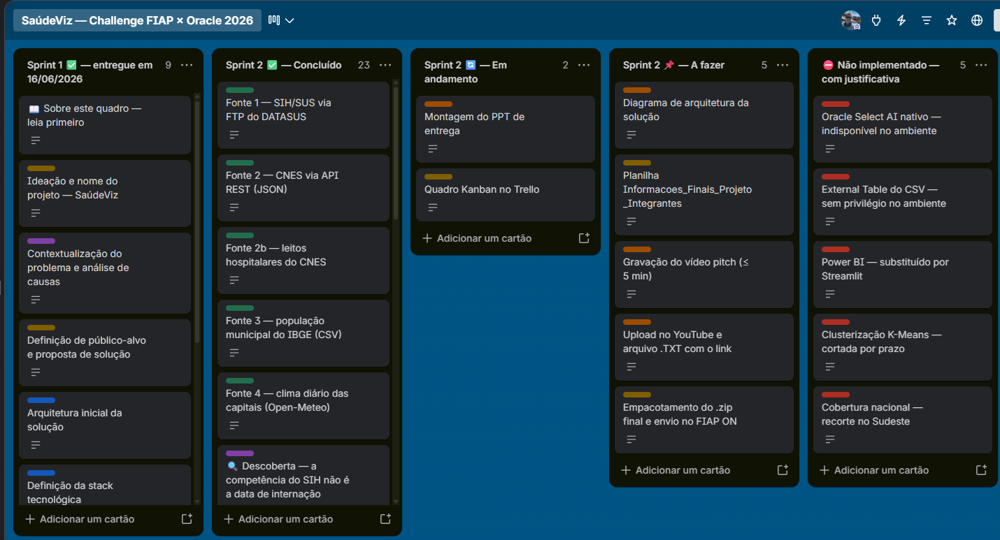 SaúdeViz — Challenge FIAP × Oracle 2026
Sprint 1 ✅ — entregue em
16/06/2026
9
📖 Sobre este quadro —
leia primeiro
Ideação e nome do
projeto — SaúdeViz
Contextualização do
problema e análise de
causas
Definição de público-alvo
e proposta de solução
Arquitetura inicial da
solução
Definição da stack
tecnológica
Adicionar um cartão
Sprint 2 ✅ — Concluído
23
Fonte 1 — SIH/SUS via
FTP do DATASUS
Fonte 2 — CNES via API
REST (JSON)
Fonte 2b — leitos
hospitalares do CNES
Fonte 3 — população
municipal do IBGE (CSV)
Fonte 4 — clima diário das
capitais (Open-Meteo)
🔍 Descoberta — a
competência do SIH não é
a data de internação
Adicionar um cartão
Sprint 2 🔄 — Em
andamento
2
Montagem do PPT de
entrega
Quadro Kanban no Trello
Adicionar um cartão
Sprint 2 📌 — A fazer
5
Diagrama de arquitetura da
solução
Planilha
Informacoes_Finais_Projeto
_Integrantes
Gravação do vídeo pitch (≤
5 min)
Upload no YouTube e
arquivo .TXT com o link
Empacotamento do .zip
final e envio no FIAP ON
Adicionar um cartão
⛔ Não implementado —
com justificativa
5
Oracle Select AI nativo —
indisponível no ambiente
External Table do CSV —
sem privilégio no ambiente
Power BI — substituído por
Streamlit
Clusterização K-Means —
cortada por prazo
Cobertura nacional —
recorte no Sudeste
Adicionar um cartão